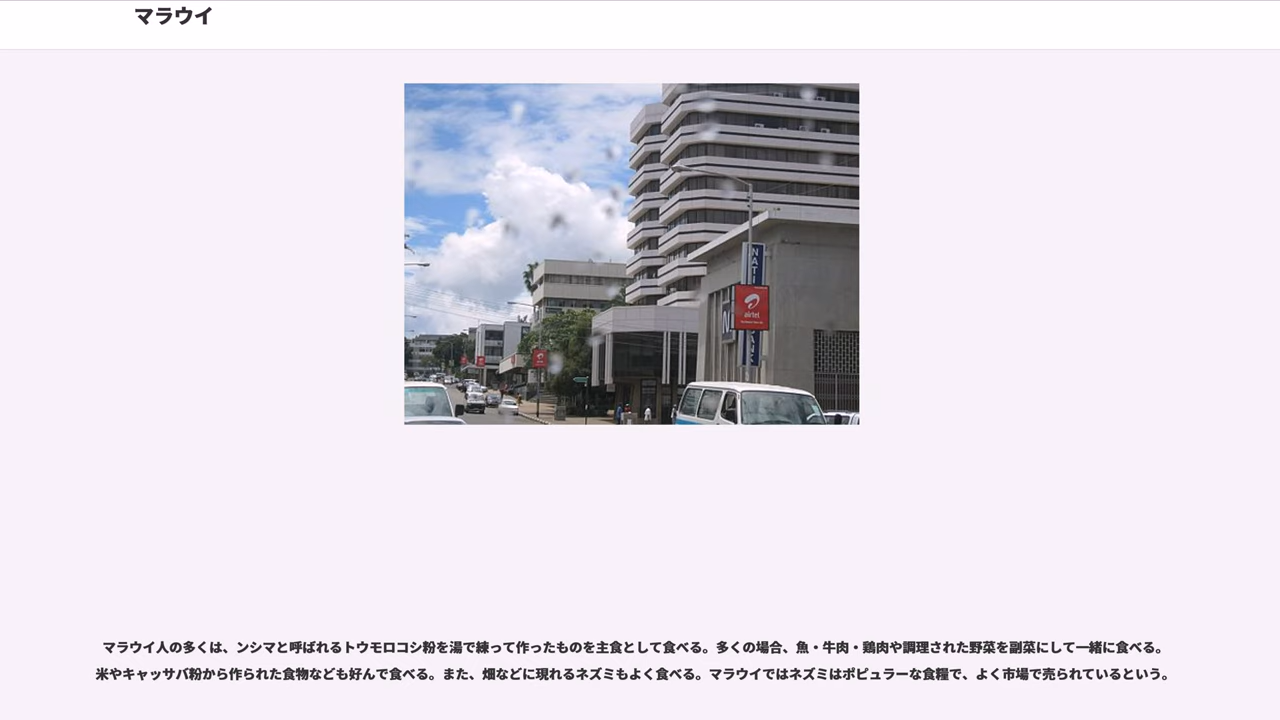 マラウイ
NATI
airtel
N
ANK
マラウイ人の多くは、ンシマと呼ばれるトウモロコシ粉を湯で練って作ったものを主食として食べる。多くの場合、魚・牛肉・鶏肉や調理された野菜を副菜にして一緒に食べる。
米やキャッサバ粉から作られた食物なども好んで食べる。また、畑などに現れるネズミもよく食べる。マラウイではネズミはポピュラーな食糧で、よく市場で売られているという。